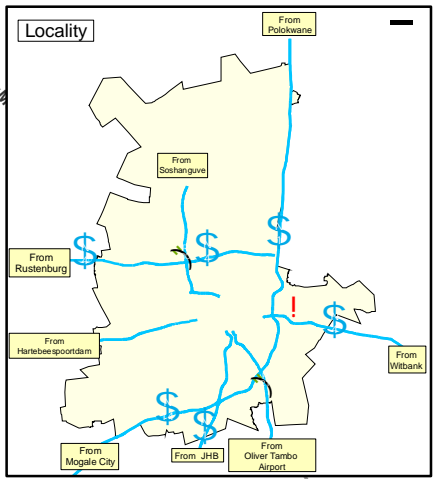 From
Polokwane
Locality
From
Soshanguve
$
$
$
From
Rustenburg
!
$
From
Hartebeespoortdam
From
Witbank
$
$
From
Mogale City
From JHB
From
Oliver Tambo
Airport